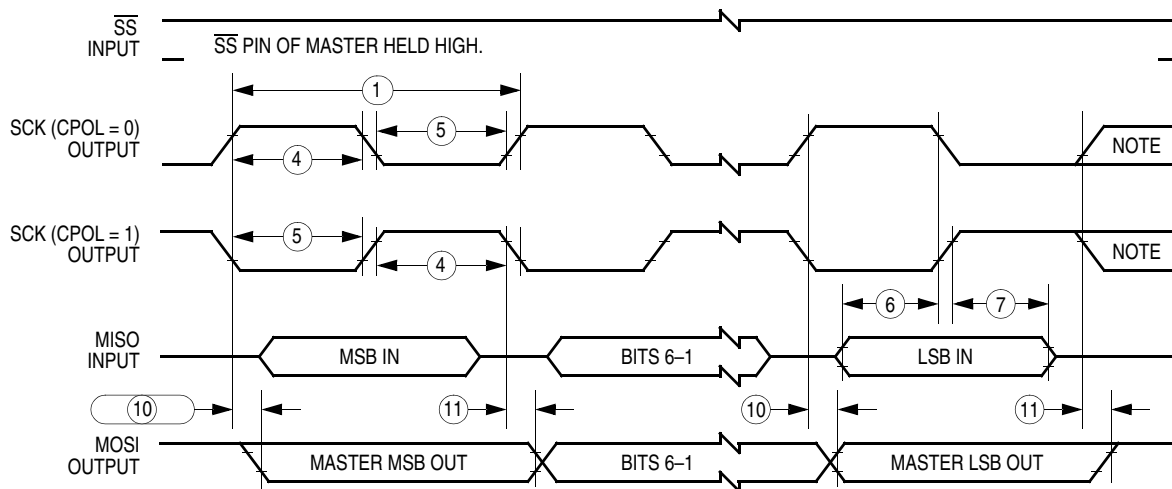 S̅S̅
INPUT
S̅S̅ PIN OF MASTER HELD HIGH.
1
SCK (CPOL = 0)
OUTPUT
5
4
NOTE
SCK (CPOL = 1)
OUTPUT
5
4
NOTE
6
7
MISO
INPUT
MSB IN
BITS 6–1
LSB IN
10
11
10
11
MOSI
OUTPUT
MASTER MSB OUT
BITS 6–1
MASTER LSB OUT